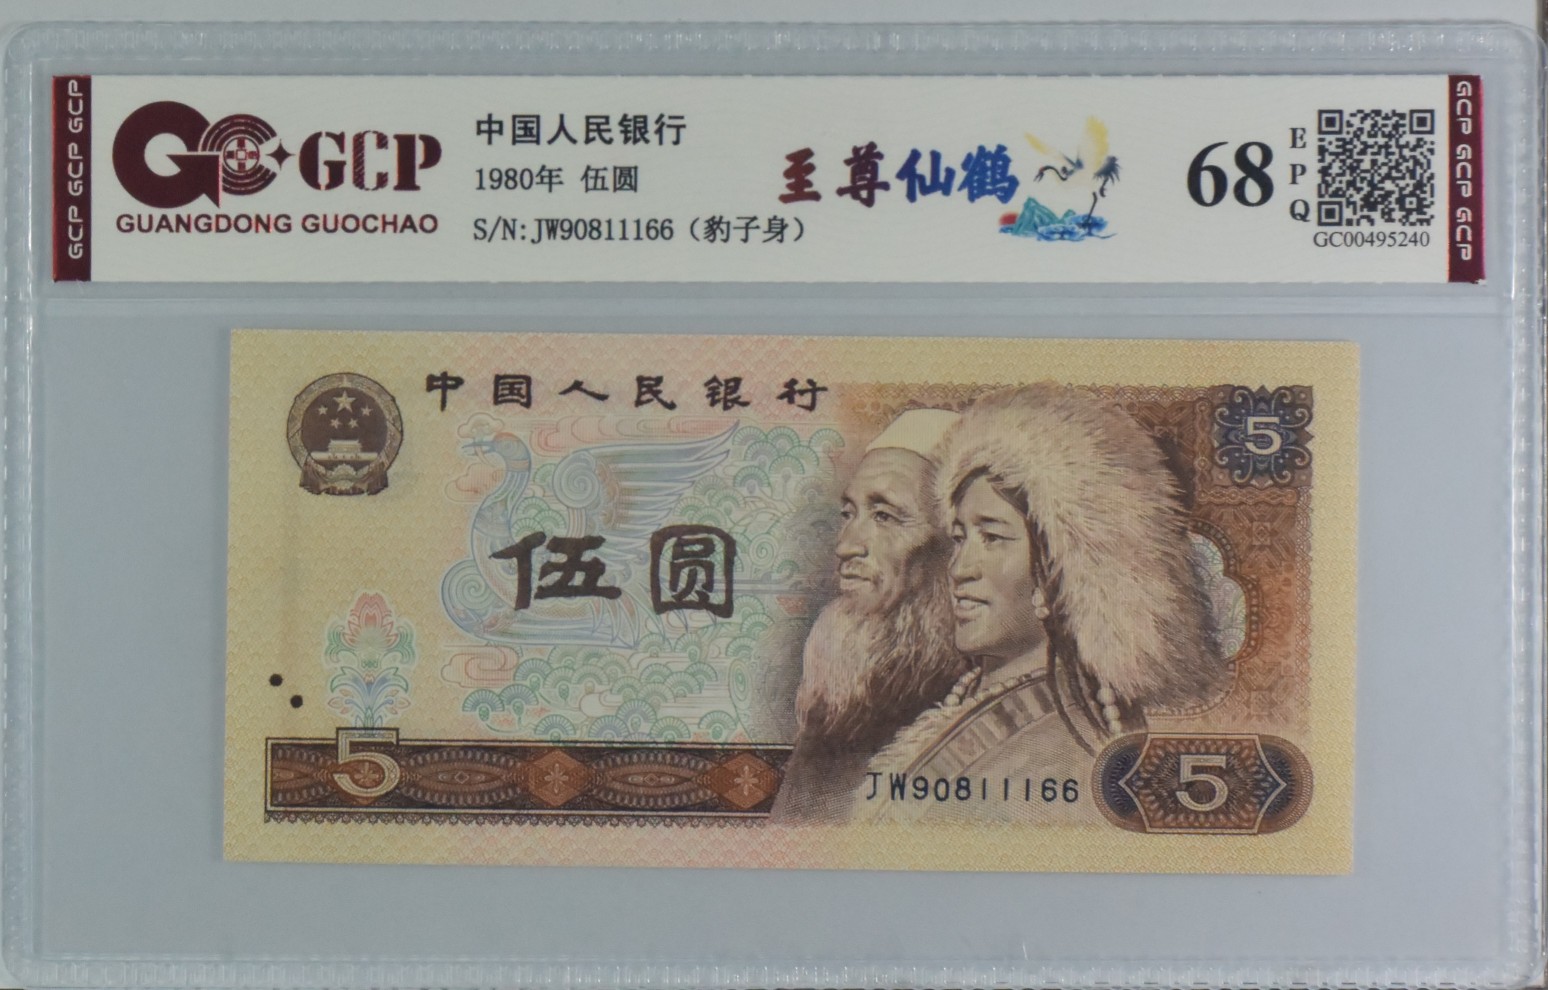 GCP GCP GCP
GCP
GUANGDONG GUOCHAO
中国人民银行
1980年 伍圆
S/N:JW90811166（豹子身）
至尊仙鹤
68
EPQ
GC00495240
GCP GCP GCP
中国人民银行
5
伍圆
5
JW90811166
5